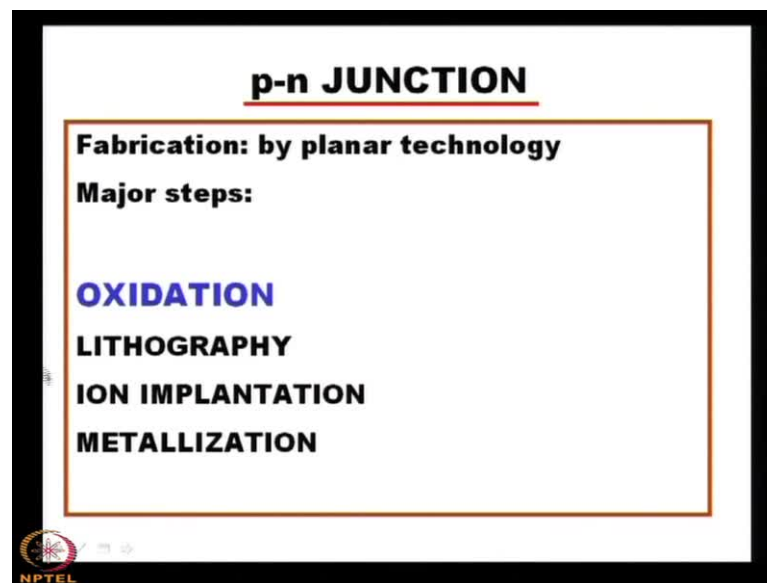 p-n JUNCTION
Fabrication: by planar technology
Major steps:
OXIDATION
LITHOGRAPHY
ION IMPLANTATION
METALLIZATION
NPTEL